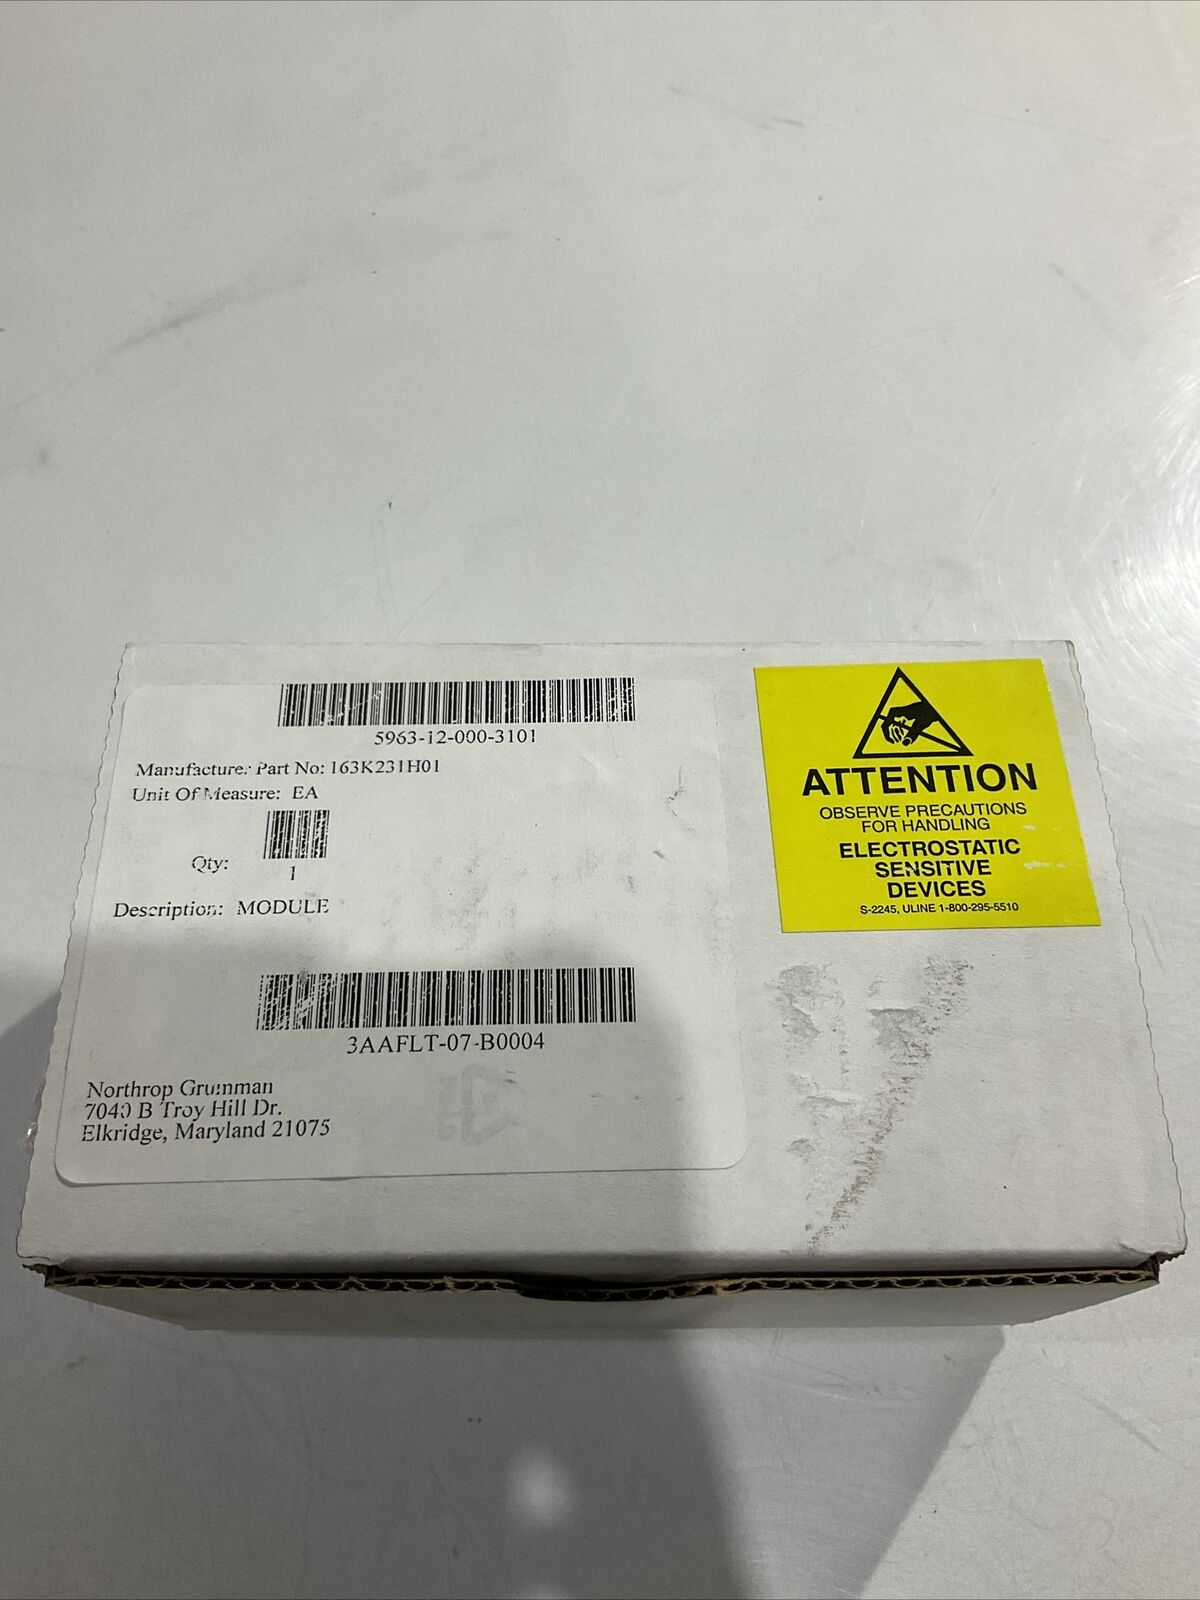 5963-12-000-3101
Manufacturer Part No: 163K231H01
Unit Of Measure: EA
Qty:
1
Description: MODULE
3AAFLT-07-B0004
Northrop Grumman
7040 B Troy Hill Dr.
Elkridge, Maryland 21075
ATTENTION
OBSERVE PRECAUTIONS
FOR HANDLING
ELECTROSTATIC
SENSITIVE
DEVICES
S-2245, ULINE 1-800-295-5510